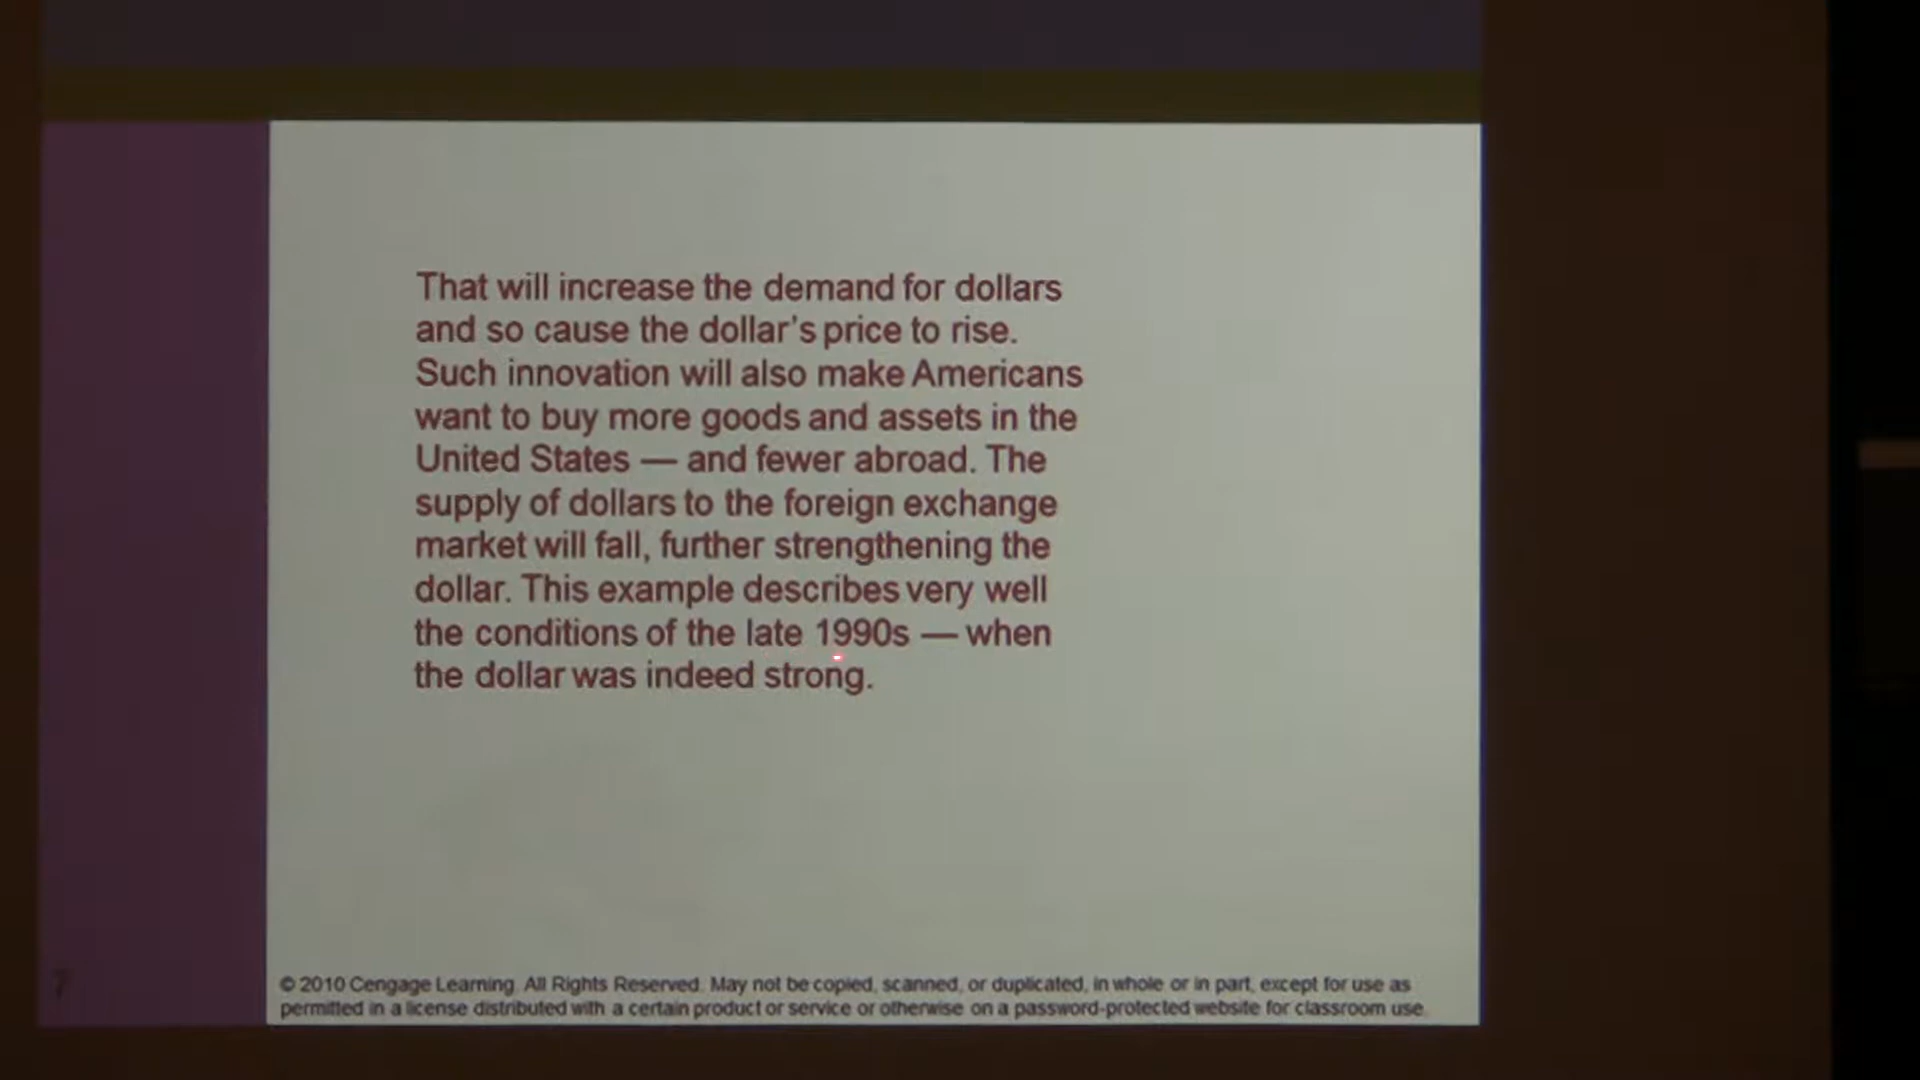 That will increase the demand for dollars
and so cause the dollar's price to rise.
Such innovation will also make Americans
want to buy more goods and assets in the
United States — and fewer abroad. The
supply of dollars to the foreign exchange
market will fall, further strengthening the
dollar. This example describes very well
the conditions of the late 1990s — when
the dollar was indeed strong.
7
© 2010 Cengage Learning. All Rights Reserved. May not be copied, scanned, or duplicated, in whole or in part, except for use as
permitted in a license distributed with a certain product or service or otherwise on a password-protected website for classroom use.